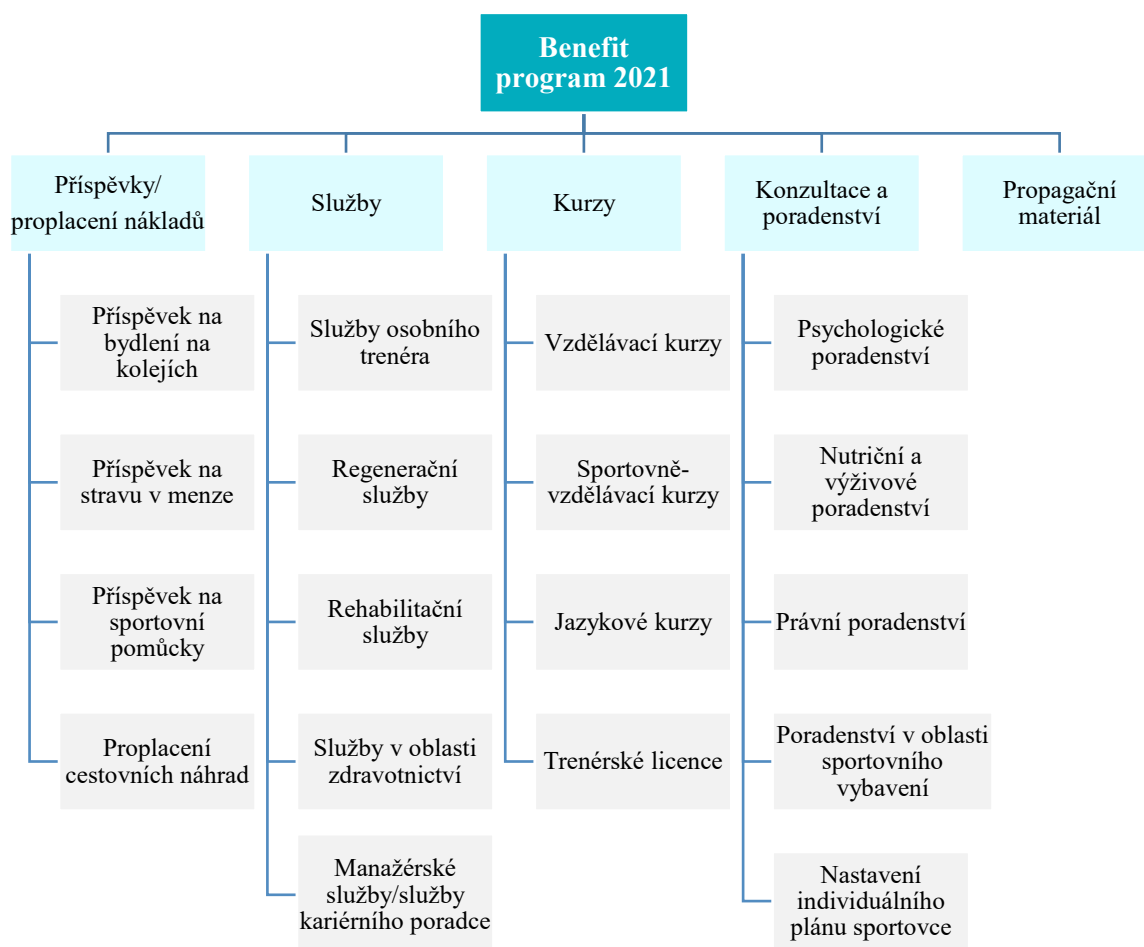 Benefit
program 2021
Příspěvky/
proplacení nákladů
Služby
Kurzy
Konzultace a
poradenství
Propagační
materiál
Příspěvek na
bydlení na
kolejích
Příspěvek na
stravu v menze
Příspěvek na
sportovní
pomůcky
Proplacení
cestovních náhrad
Služby osobního
trenéra
Regenerační
služby
Rehabilitační
služby
Služby v oblasti
zdravotnictví
Manažérské
služby/služby
kariérního poradce
Vzdělávací kurzy
Sportovně-
vzdělávací kurzy
Jazykové kurzy
Trenérské licence
Psychologické
poradenství
Nutriční a
výživové
poradenství
Právní poradenství
Poradenství v oblasti
sportovního
vybavení
Nastavení
individuálního
plánu sportovce